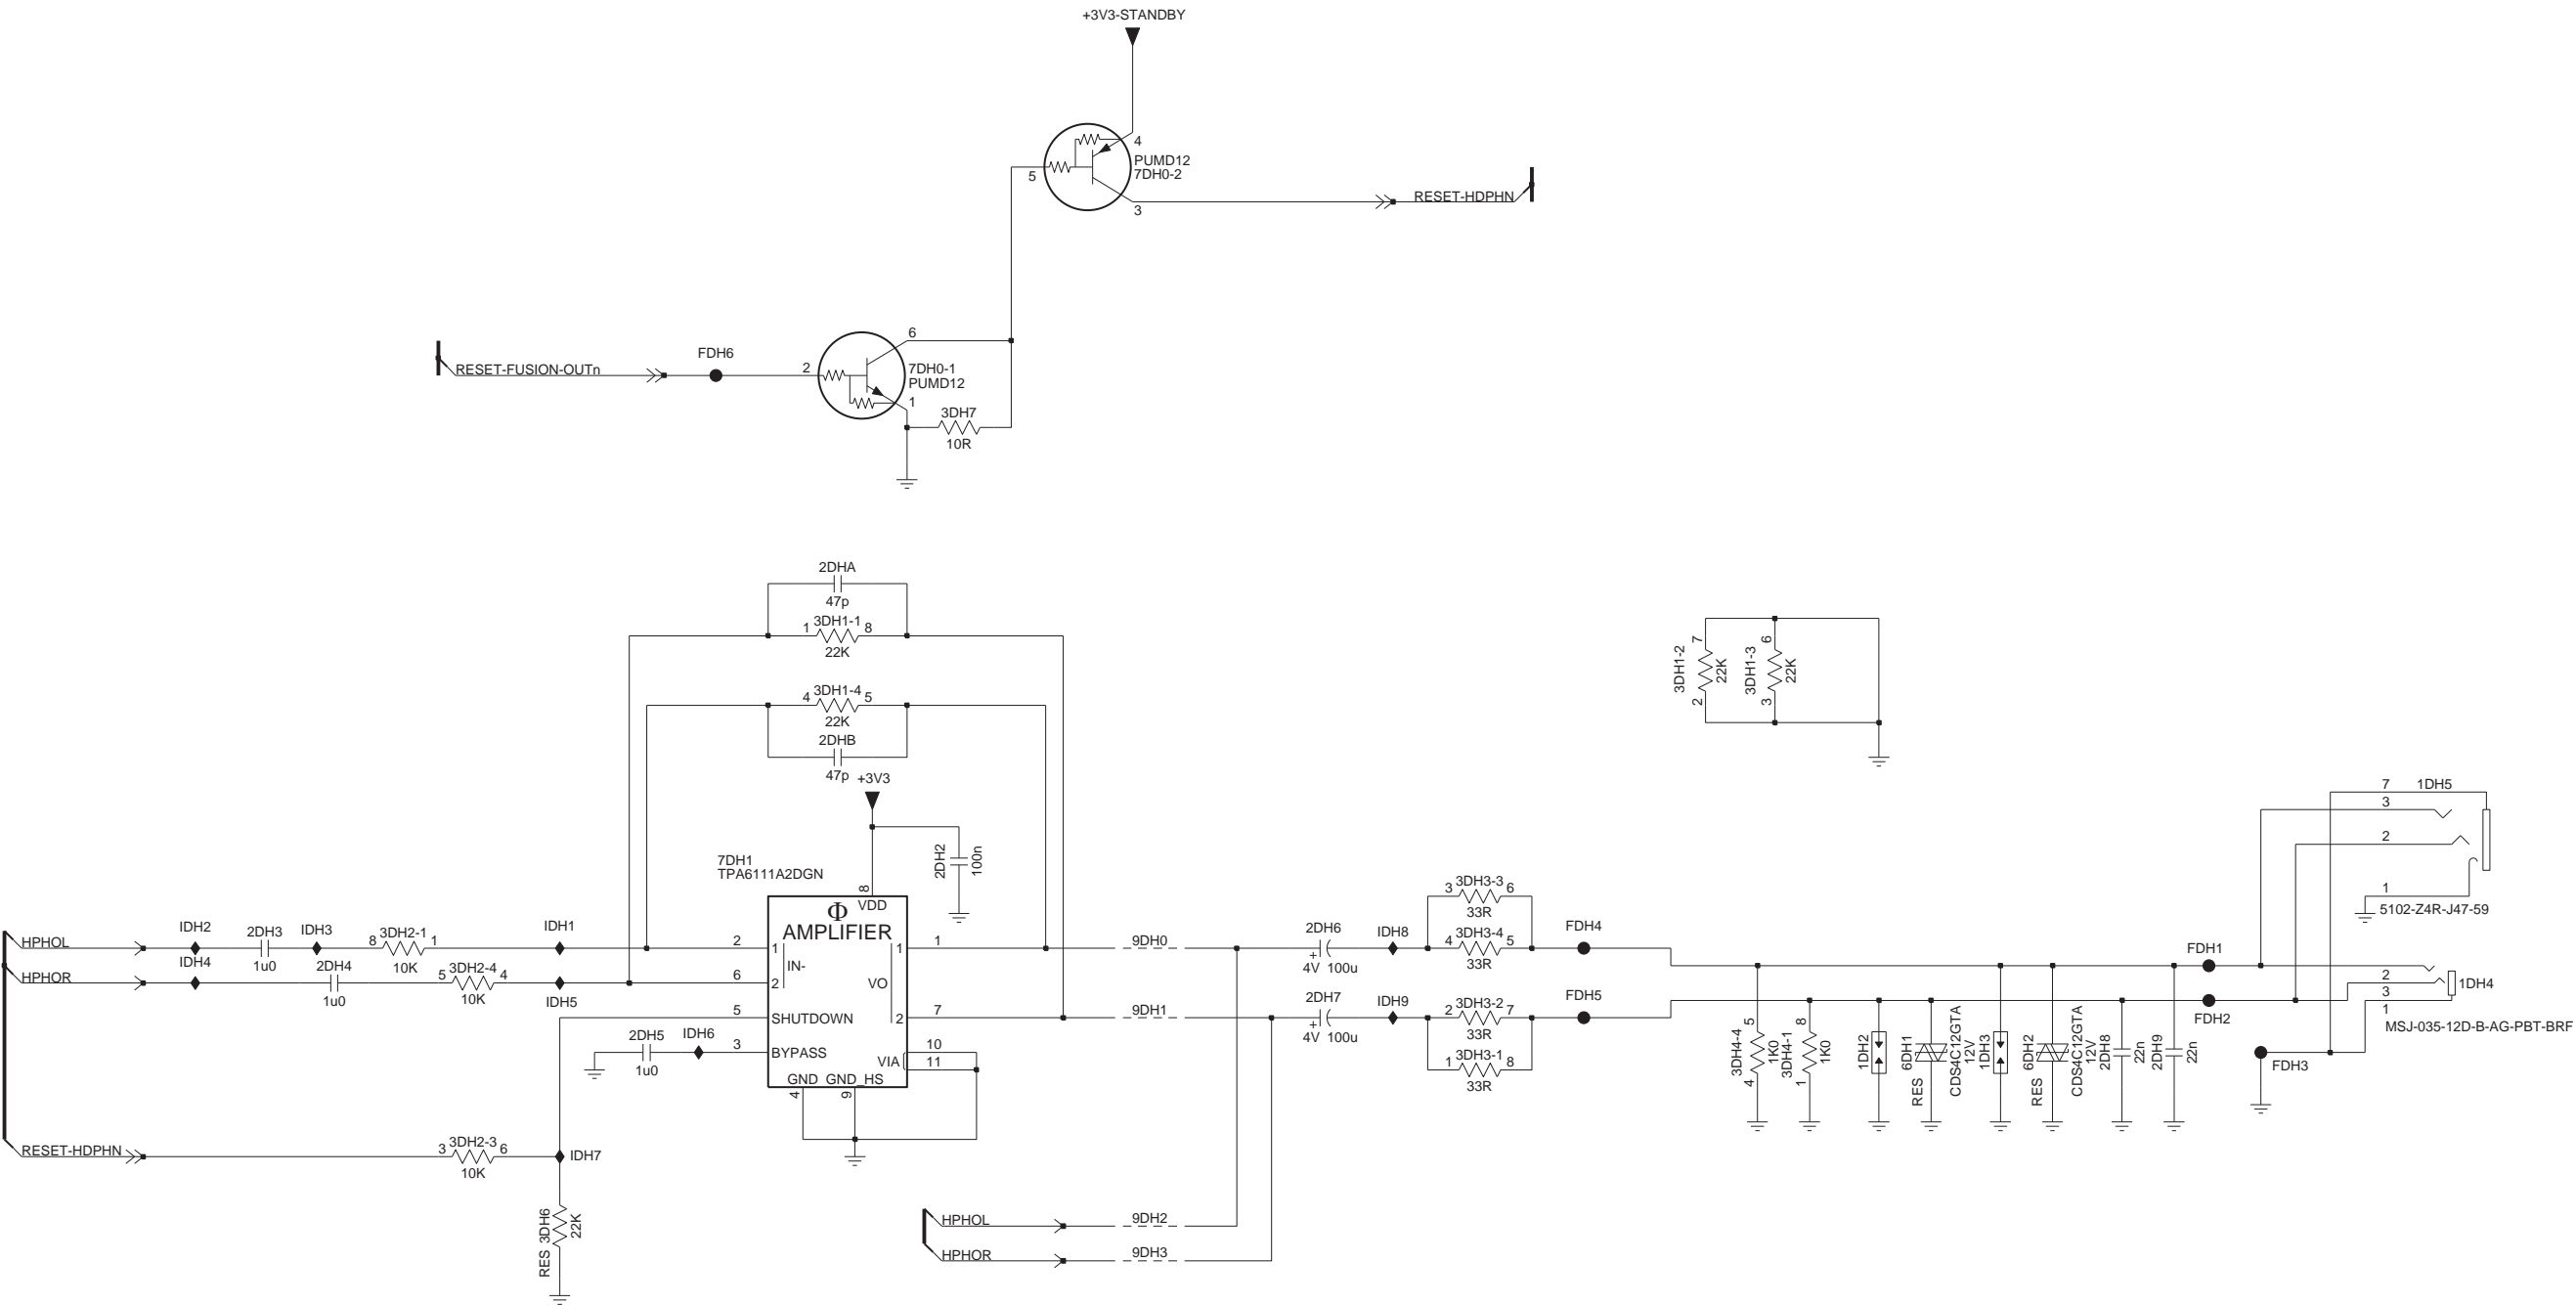 +3V3-STANDBY
4
PUMD12
7DH0-2
5
3
RESET-HDPHN
RESET-FUSION-OUTn
FDH6
2
6
7DH0-1
PUMD12
1
3DH7
10R
2DHA
47p
1 3DH1-1 8
22K
4 3DH1-4 5
22K
2DHB
47p
+3V3
3DH1-2
7
22K
2
3DH1-3
6
22K
3
7DH1
TPA6111A2DGN
2DH2
100n
8
VDD
Φ
AMPLIFIER
1
IN-
2
VO
1
2
SHUTDOWN
BYPASS
VIA
GND GND_HS
4
9
2
6
5
3
1
7
10
11
HPHOL
IDH2
2DH3
1u0
IDH3
8 3DH2-1 1
10K
IDH1
HPHOR
IDH4
2DH4
1u0
5 3DH2-4 4
10K
IDH5
2DH5
1u0
IDH6
RESET-HDPHN
3 3DH2-3 6
10K
IDH7
RES 3DH6
22K
9DH0
9DH1
HPHOL
9DH2
HPHOR
9DH3
2DH6
+
4V 100u
IDH8
3 3DH3-3 6
33R
4 3DH3-4 5
33R
FDH4
2DH7
+
4V 100u
IDH9
2 3DH3-2 7
33R
1 3DH3-1 8
33R
FDH5
3DH4-4
5
1K0
4
3DH4-1
8
1K0
1
1DH2
RES 6DH1
CDS4C12GTA
12V
1DH3
RES 6DH2
CDS4C12GTA
12V
2DH8
22n
2DH9
22n
FDH1
FDH2
FDH3
7 1DH5
3
2
1
5102-Z4R-J47-59
2
3
1
1DH4
MSJ-035-12D-B-AG-PBT-BRF